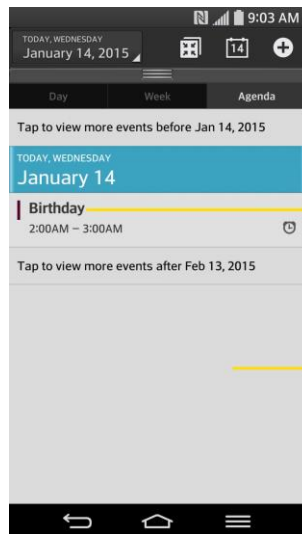 9:03 AM
TODAY, WEDNESDAY
January 14, 2015
14
Day Week Agenda
Tap to view more events before Jan 14, 2015
TODAY, WEDNESDAY
January 14
Birthday
2:00AM – 3:00AM
Tap to view more events after Feb 13, 2015